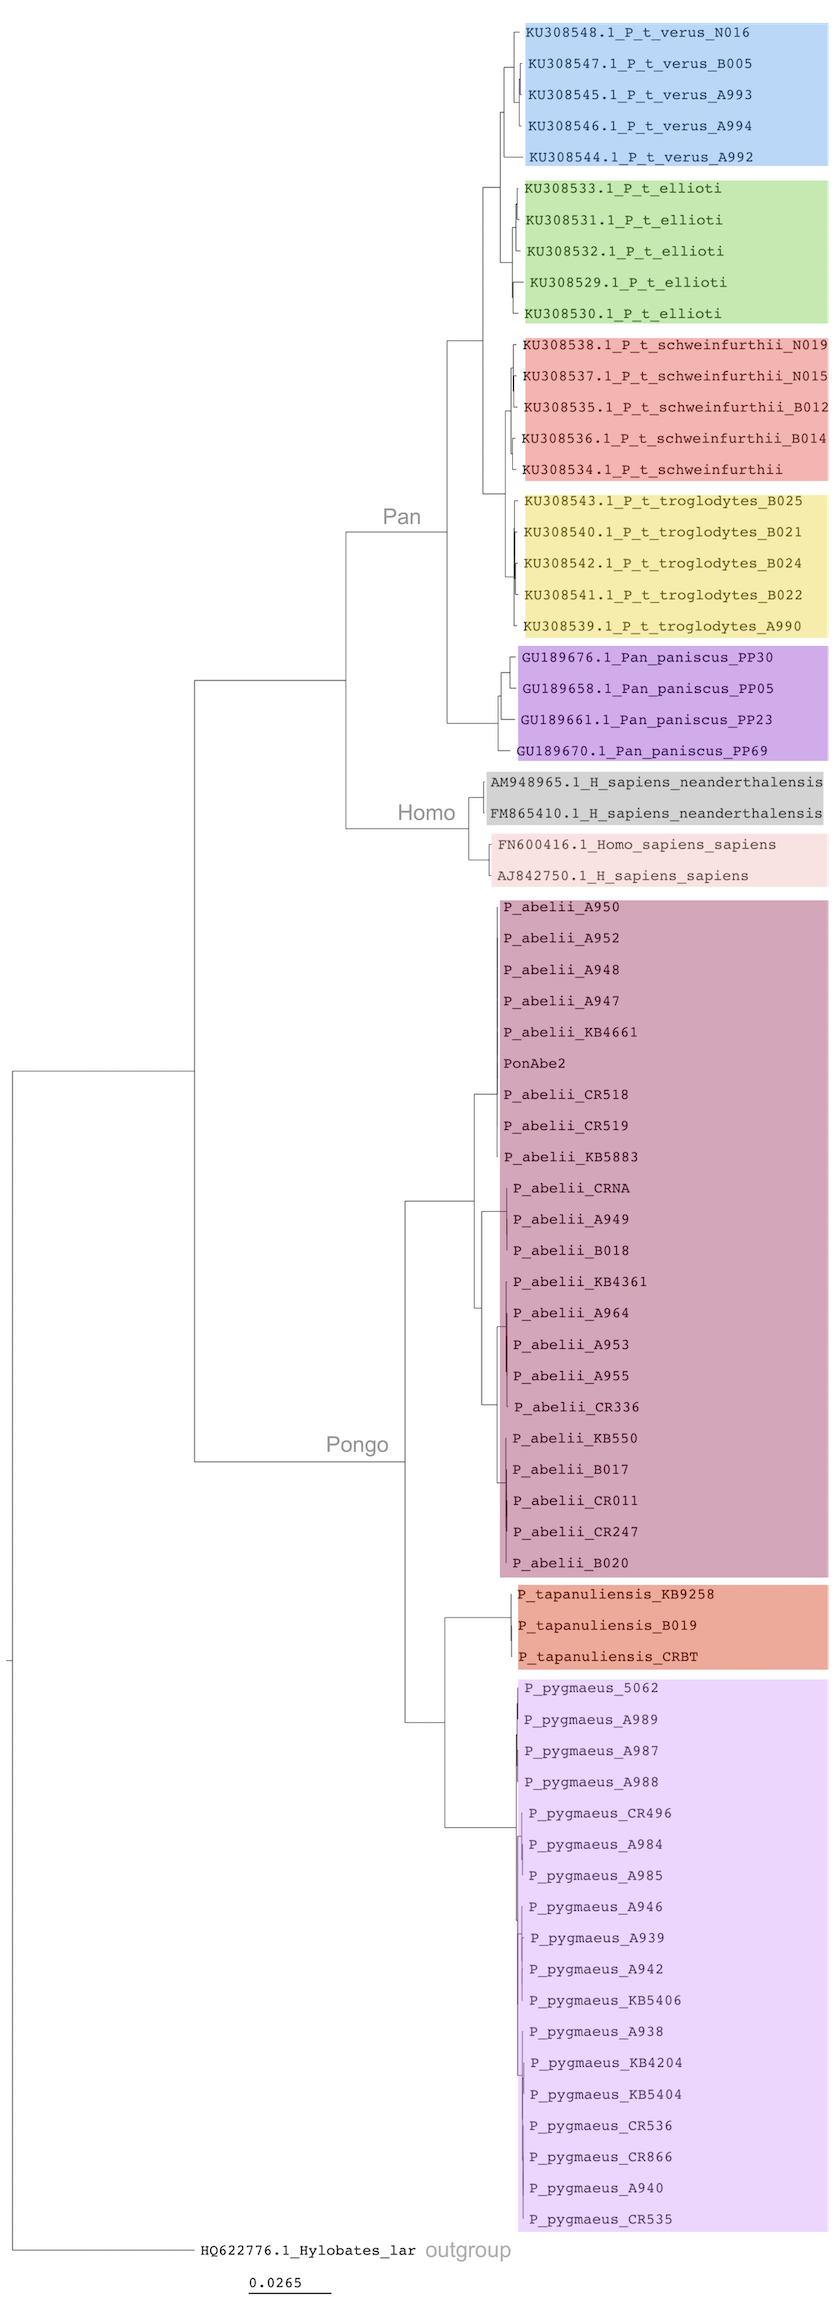 KU308548.1_P_t_verus_N016
KU308547.1_P_t_verus_B005
KU308545.1_P_t_verus_A993
KU308546.1_P_t_verus_A994
KU308544.1_P_t_verus_A992
KU308533.1_P_t_ellioti
KU308531.1_P_t_ellioti
KU308532.1_P_t_ellioti
KU308529.1_P_t_ellioti
KU308530.1_P_t_ellioti
KU308538.1_P_t_schweinfurthii_N019
KU308537.1_P_t_schweinfurthii_N015
KU308535.1_P_t_schweinfurthii_B012
KU308536.1_P_t_schweinfurthii_B014
KU308534.1_P_t_schweinfurthii
KU308543.1_P_t_troglodytes_B025
Pan
KU308540.1_P_t_troglodytes_B021
KU308542.1_P_t_troglodytes_B024
KU308541.1_P_t_troglodytes_B022
KU308539.1_P_t_troglodytes_A990
GU189676.1_Pan_paniscus_PP30
GU189658.1_Pan_paniscus_PP05
GU189661.1_Pan_paniscus_PP23
GU189670.1_Pan_paniscus_PP69
AM948965.1_H_sapiens_neanderthalensis
Homo
FM865410.1_H_sapiens_neanderthalensis
FN600416.1_Homo_sapiens_sapiens
AJ842750.1_H_sapiens_sapiens
P_abelii_A950
P_abelii_A952
P_abelii_A948
P_abelii_A947
P_abelii_KB4661
PonAbe2
P_abelii_CR518
P_abelii_CR519
P_abelii_KB5883
P_abelii_CRNA
P_abelii_A949
P_abelii_B018
P_abelii_KB4361
P_abelii_A964
P_abelii_A953
P_abelii_A955
P_abelii_CR336
P_abelii_KB550
Pongo
P_abelii_B017
P_abelii_CR011
P_abelii_CR247
P_abelii_B020
P_tapanuliensis_KB9258
P_tapanuliensis_B019
P_tapanuliensis_CRBT
P_pygmaeus_5062
P_pygmaeus_A989
P_pygmaeus_A987
P_pygmaeus_A988
P_pygmaeus_CR496
P_pygmaeus_A984
P_pygmaeus_A985
P_pygmaeus_A946
P_pygmaeus_A939
P_pygmaeus_A942
P_pygmaeus_KB5406
P_pygmaeus_A938
P_pygmaeus_KB4204
P_pygmaeus_KB5404
P_pygmaeus_CR536
P_pygmaeus_CR866
P_pygmaeus_A940
P_pygmaeus_CR535
HQ622776.1_Hylobates_lar outgroup
0.0265